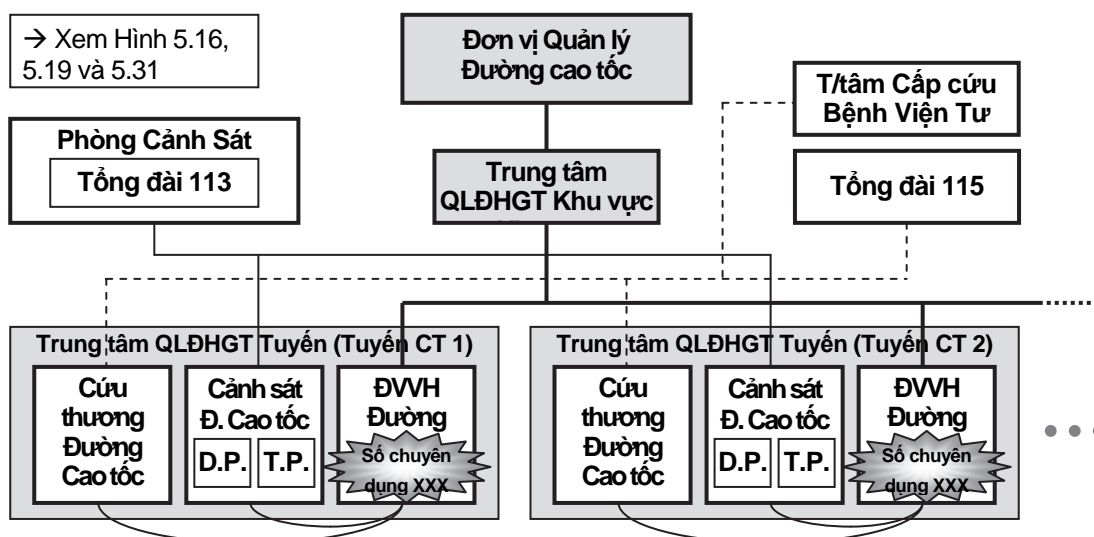 → Xem Hình 5.16,
5.19 và 5.31
Đơn vị Quản lý
Đường cao tốc
T/tâm Cấp cứu
Bệnh Viện Tư
Phòng Cảnh Sát
Tổng đài 113
Trung tâm
QLĐHGT Khu vực
Tổng đài 115
Trung tâm QLĐHGT Tuyến (Tuyến CT 1)
Cứu
thương
Đường
Cao tốc
Cảnh sát
Đ. Cao tốc
D.P.
T.P.
ĐVVH
Đường
Số chuyên
dụng XXX
Trung tâm QLĐHGT Tuyến (Tuyến CT 2)
Cứu
thương
Đường
Cao tốc
Cảnh sát
Đ. Cao tốc
D.P.
T.P.
ĐVVH
Đường
Số chuyên
dụng XXX